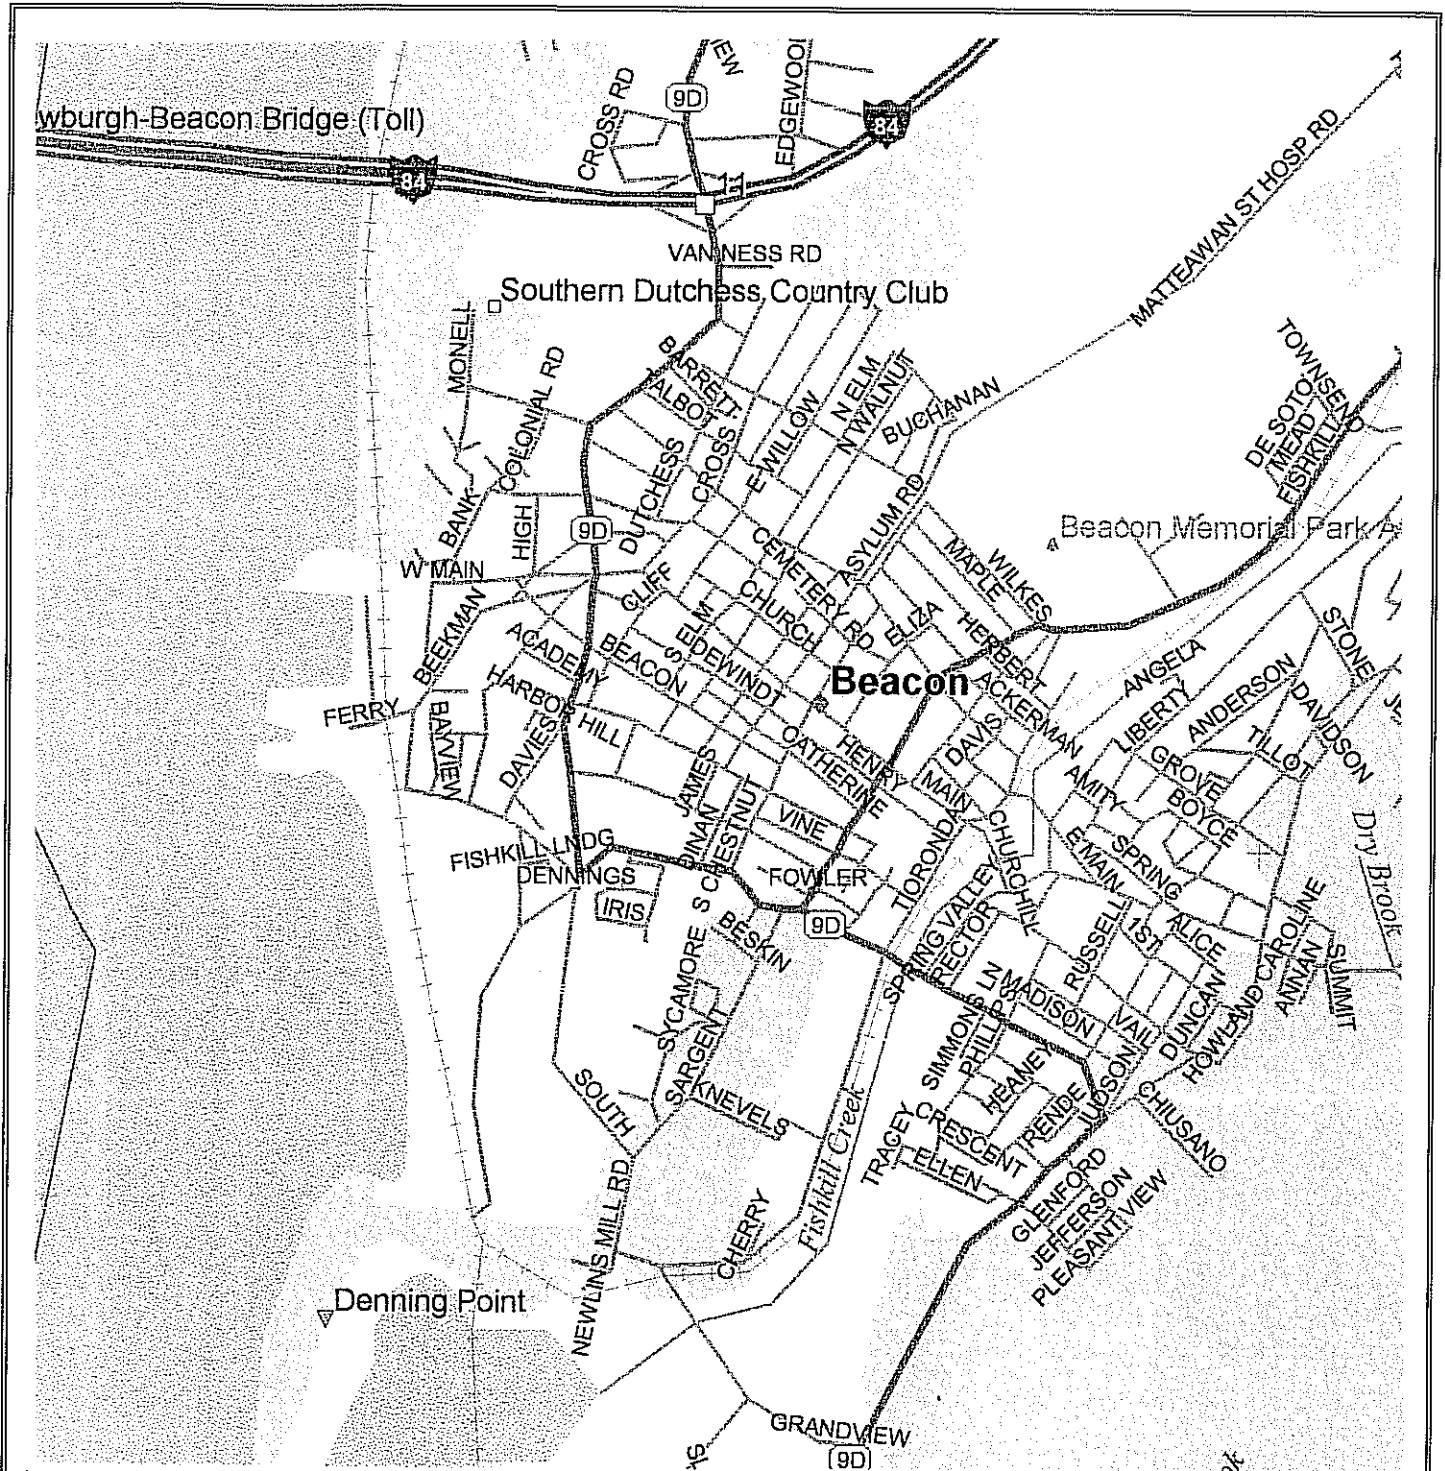 9D
EDGEWOOD
CROSS RD
wburgh-Beacon Bridge (Toll)
84
84
11
MATTEAWAN ST HOSP RD
VAN NESS RD
Southern Dutchess Country Club
MONELL
COLONIAL RD
BARRETT
TALBOT
N ELM
N WALNUT
BUCHANAN
TOWNSEND
DE SOTO
MEAD
FISHKILL
E WILLOW
CROSS
DUTCHESS
BANK
HIGH
9D
ASYLUM RD
CEMETERY RD
Beacon Memorial Park A
WILKES
MAPLE
W MAIN
CLIFF
CHURCH
ELIZA
HERBERT
BEEKMAN
ACADEMY
BEACON
S ELM
EDEWINDT
STONE
ANGELA
LIBERTY
ANDERSON
DAVIDSON
Beacon
ACKERMAN
HARBOR HILL
FERRY
BAYVIEW
DAVIES
DAVIS
HENRY
CATHERINE
TILLOT
GROVE
AMITY
BOYCE
MAIN
JAMES
DINAN
S CHESTNUT
VINE
TIORONDA
CHURCHILL
E MAIN
SPRING
Dry Brook
FISHKILL LNDG
DENNINGS
IRIS
FOWLER
9D
BESKIN
SPRING VALLEY
RECTOR
RUSSELL
1ST
ALICE
CAROLINE
ANNAN
SUMMIT
SYCAMORE
SARGENT
SIMMONS LN
PHILLIPS
MADISON
VAIL
DUNCAN
HOWLAND
SOUTH
KNEVELS
HEANEY
RENDE
JUDSON
CHIUSANO
TRACEY
CRESCENT
ELLEN
Fishkill Creek
GLENFORD
JEFFERSON
PLEASANT VIEW
NEWLINS MILL RD
CHERRY
Denning Point
GRANDVIEW
9D